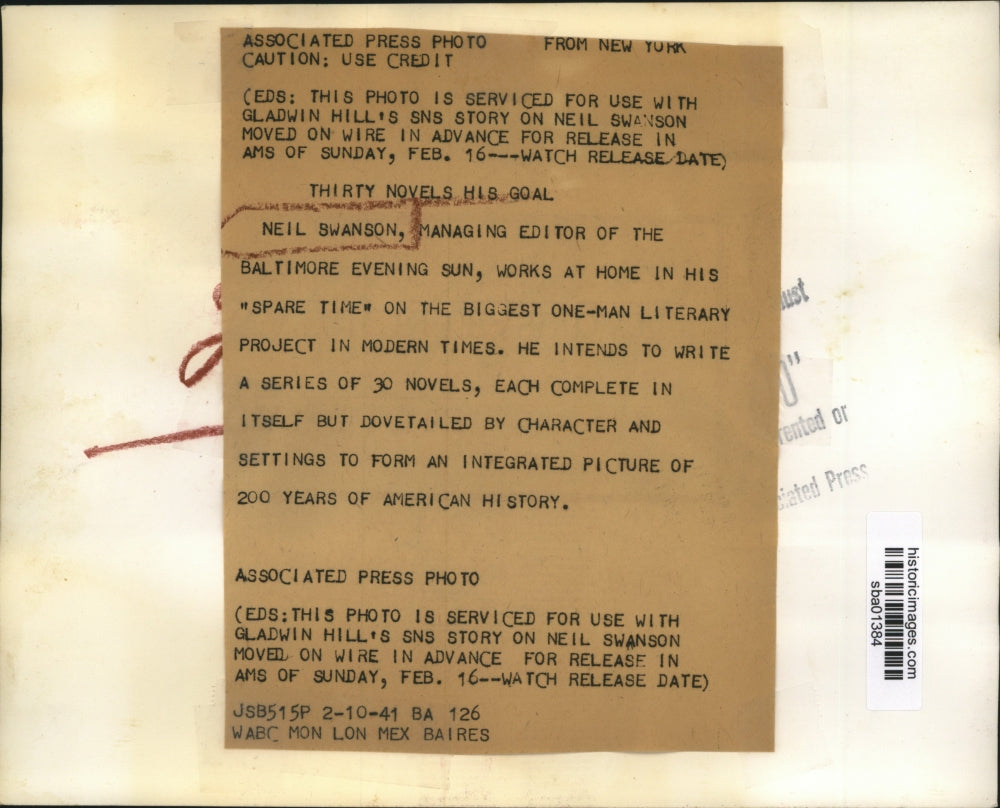 ASSOCIATED PRESS PHOTO FROM NEW YORK
CAUTION: USE CREDIT
(EDS: THIS PHOTO IS SERVICED FOR USE WITH
GLADWIN HILL'S SNS STORY ON NEIL SWANSON
MOVED ON WIRE IN ADVANCE FOR RELEASE IN
AMS OF SUNDAY, FEB. 16---WATCH RELEASE DATE)
THIRTY NOVELS HIS GOAL
NEIL SWANSON, MANAGING EDITOR OF THE
BALTIMORE EVENING SUN, WORKS AT HOME IN HIS
"SPARE TIME" ON THE BIGGEST ONE-MAN LITERARY
PROJECT IN MODERN TIMES. HE INTENDS TO WRITE
A SERIES OF 30 NOVELS, EACH COMPLETE IN
ITSELF BUT DOVETAILED BY CHARACTER AND
SETTINGS TO FORM AN INTEGRATED PICTURE OF
200 YEARS OF AMERICAN HISTORY.
ASSOCIATED PRESS PHOTO
(EDS:THIS PHOTO IS SERVICED FOR USE WITH
GLADWIN HILL'S SNS STORY ON NEIL SWANSON
MOVED ON WIRE IN ADVANCE FOR RELEASE IN
AMS OF SUNDAY, FEB. 16--WATCH RELEASE DATE)
JSB515P 2-10-41 BA 126
WABC MON LON MEX BAIRES
or
Press
historicimages.com
sba01384